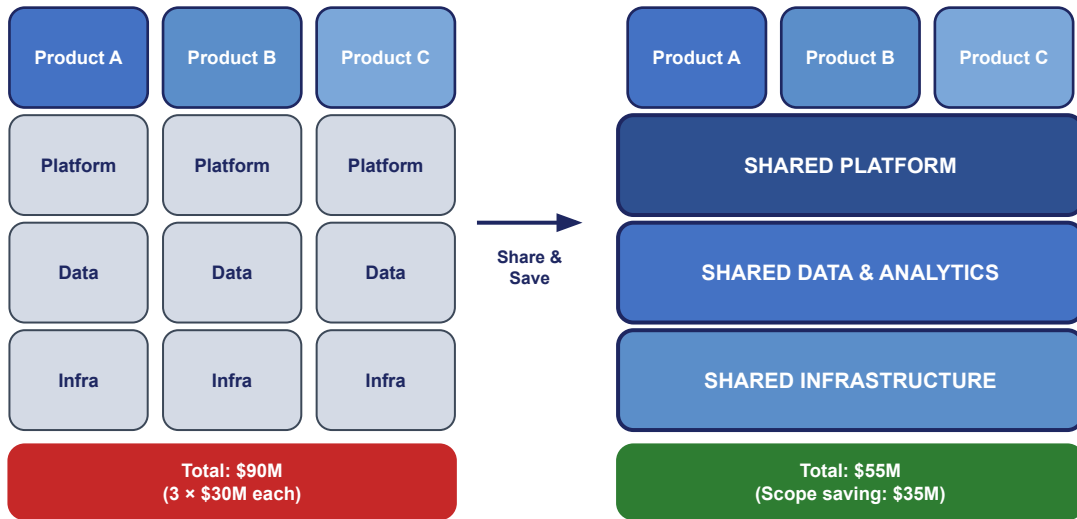 Product A
Product B
Product C
Platform
Platform
Platform
Data
Data
Data
Infra
Infra
Infra
Total: $90M
(3 × $30M each)
Share &
Save
Product A
Product B
Product C
SHARED PLATFORM
SHARED DATA & ANALYTICS
SHARED INFRASTRUCTURE
Total: $55M
(Scope saving: $35M)